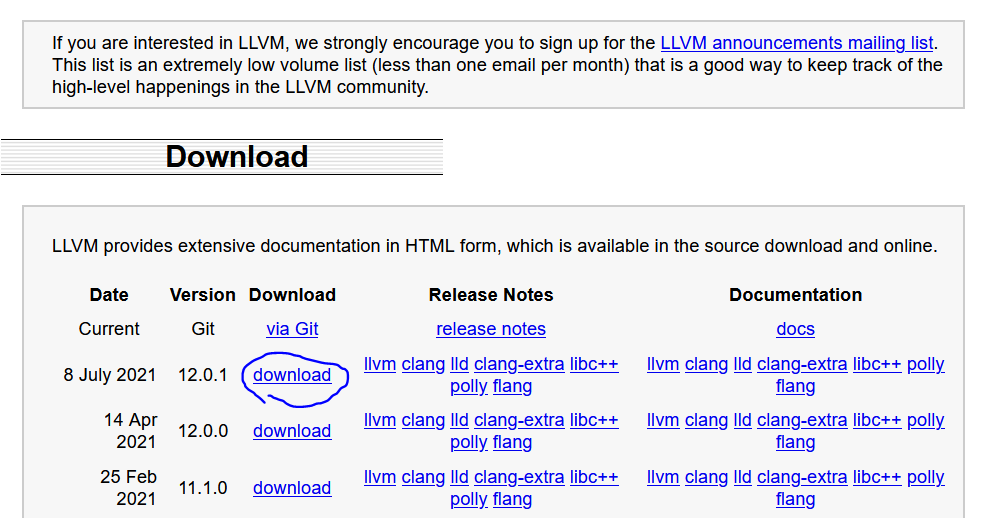 If you are interested in LLVM, we strongly encourage you to sign up for the LLVM announcements mailing list.
This list is an extremely low volume list (less than one email per month) that is a good way to keep track of the
high-level happenings in the LLVM community.
Download
LLVM provides extensive documentation in HTML form, which is available in the source download and online.
Date Version Download Release Notes Documentation
Current Git via Git release notes docs
8 July 2021 12.0.1 download llvm clang lld clang-extra libc++ llvm clang lld clang-extra libc++ polly
polly flang flang
14 Apr 12.0.0 download llvm clang lld clang-extra libc++ llvm clang lld clang-extra libc++ polly
2021 polly flang flang
25 Feb 11.1.0 download llvm clang lld clang-extra libc++ llvm clang lld clang-extra libc++ polly
2021 polly flang flang